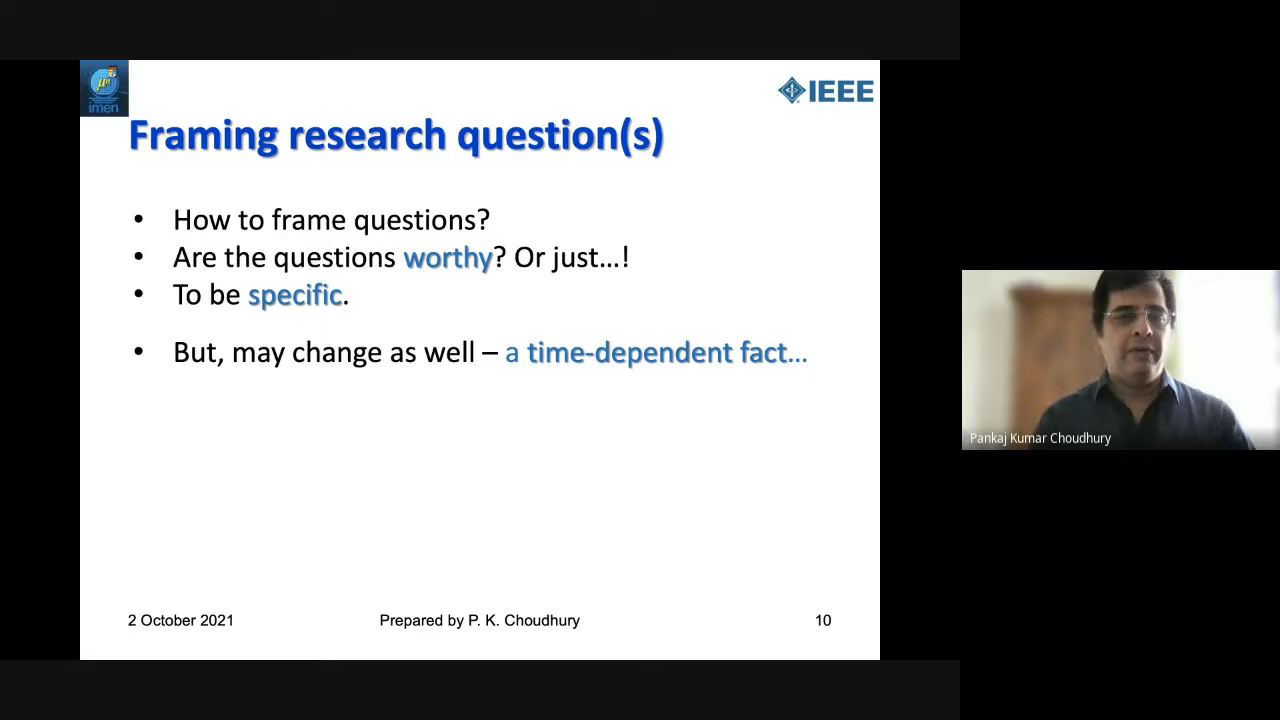 μn
imen
IEEE
Framing research question(s)
• How to frame questions?
• Are the questions worthy? Or just…!
• To be specific.
• But, may change as well – a time-dependent fact…
Pankaj Kumar Choudhury
2 October 2021
Prepared by P. K. Choudhury
10